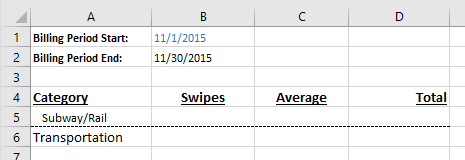 A B C D
1 Billing Period Start: 11/1/2015
2 Billing Period End: 11/30/2015
3
4 Category Swipes Average Total
5 Subway/Rail
6 Transportation
7